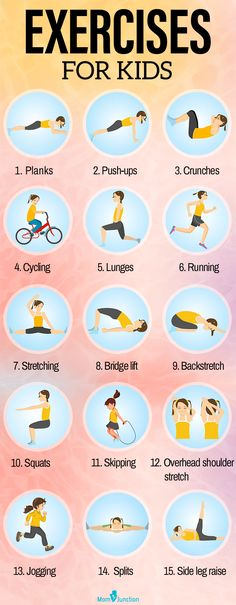 EXERCISES
FOR KIDS
1. Planks
2. Push-ups
3. Crunches
4. Cycling
5. Lunges
6. Running
7. Stretching
8. Bridge lift
9. Backstretch
10. Squats
11. Skipping
12. Overhead shoulder
stretch
13. Jogging
14. Splits
15. Side leg raise
Mom Junction